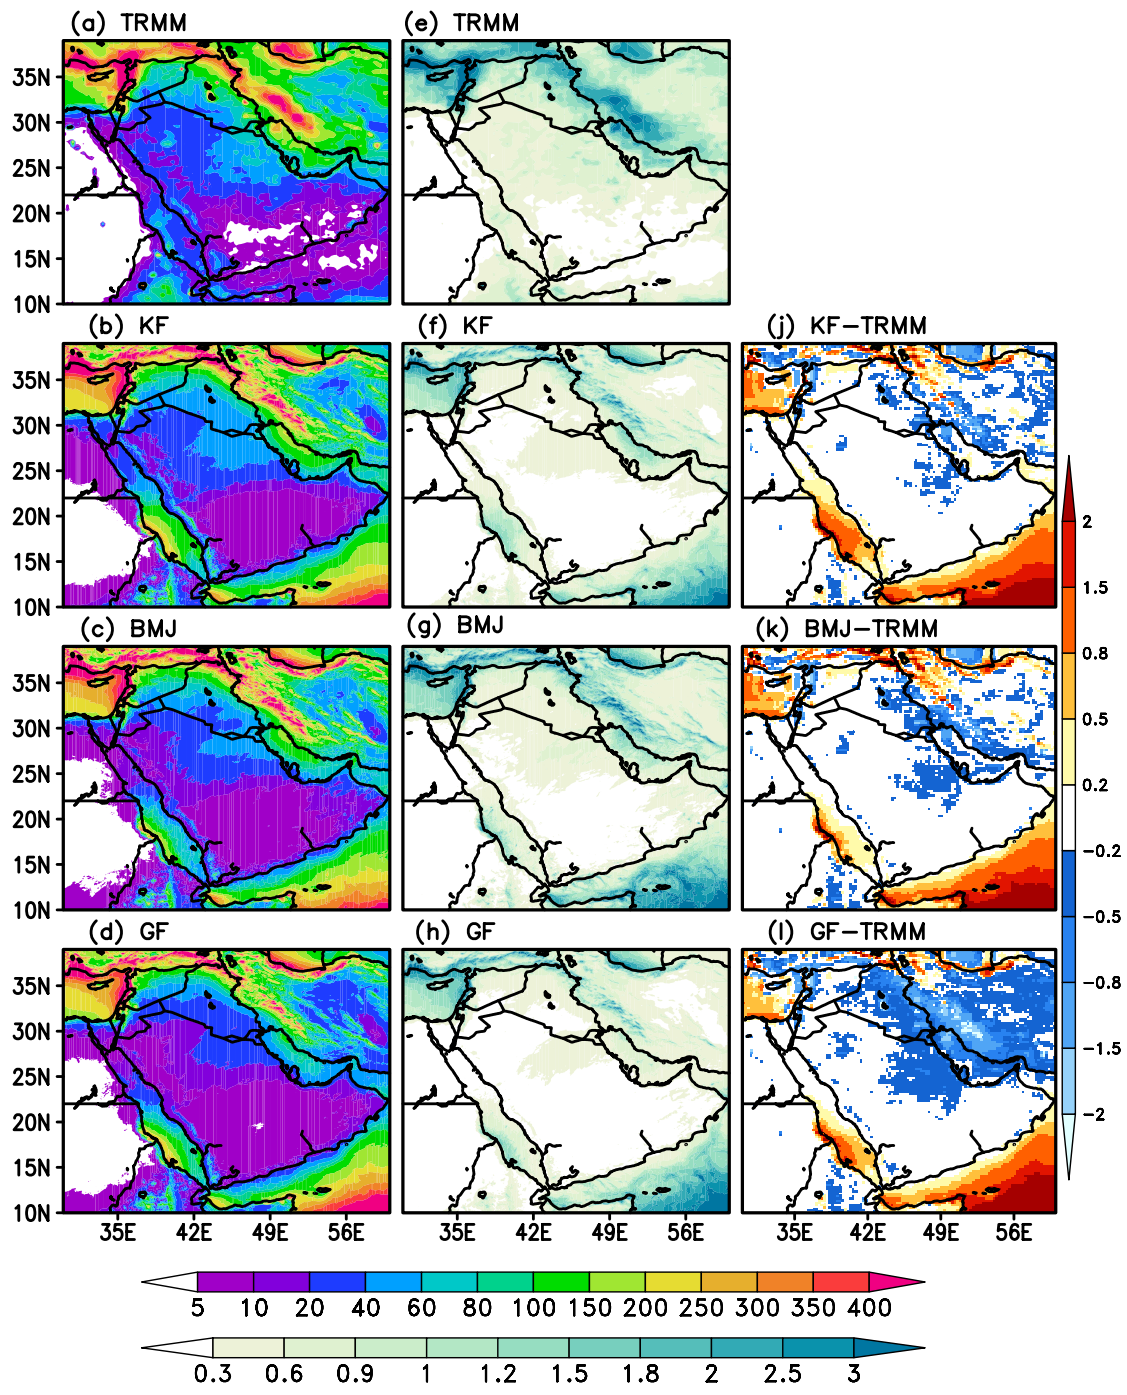 (a) TRMM
(e) TRMM
35N
30N
25N
20N
15N
10N
(b) KF
(f) KF
(j) KF-TRMM
35N
30N
25N
20N
15N
10N
(c) BMJ
(g) BMJ
(k) BMJ-TRMM
35N
30N
25N
20N
15N
10N
(d) GF
(h) GF
(l) GF-TRMM
35N
30N
25N
20N
15N
10N
35E 42E 49E 56E
35E 42E 49E 56E
35E 42E 49E 56E
2
1.5
0.8
0.5
0.2
-0.2
-0.5
-0.8
-1.5
-2
5 10 20 40 60 80 100 150 200 250 300 350 400
0.3 0.6 0.9 1 1.2 1.5 1.8 2 2.5 3